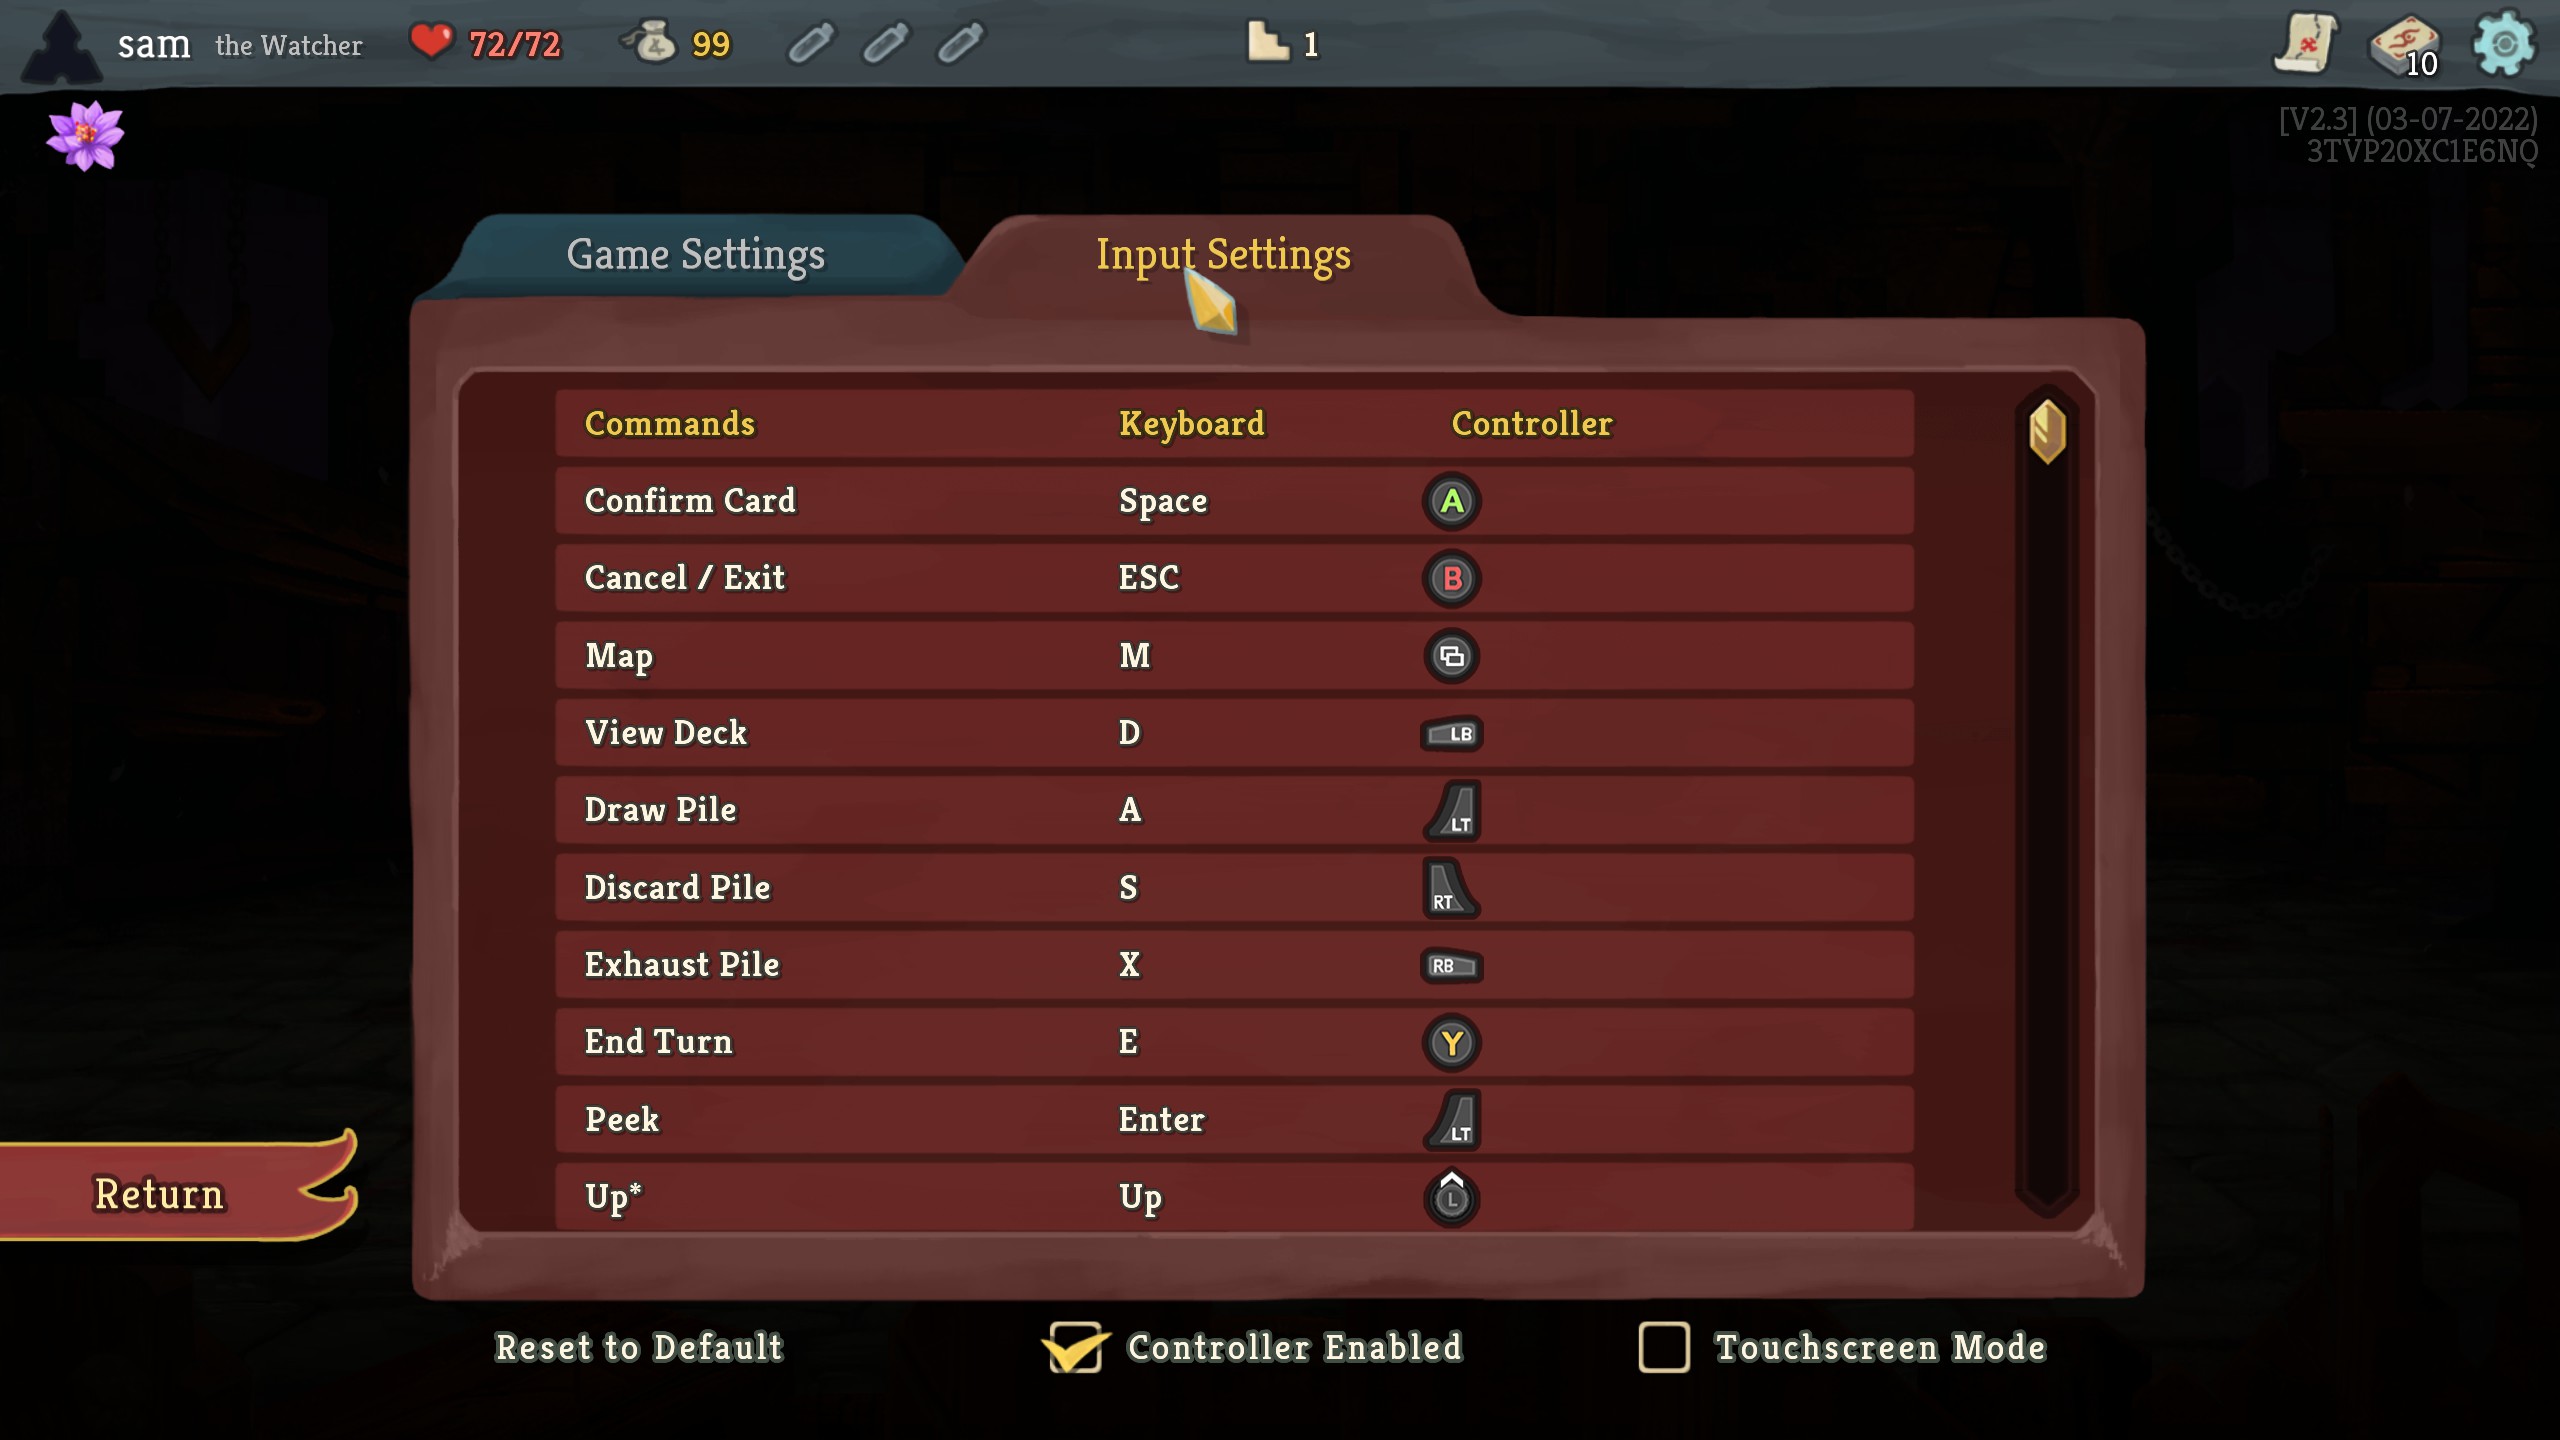 sam the Watcher 72/72 99 1 10
[V2.3] (03-07-2022)
3TVP20XC1E6NQ
Game Settings Input Settings
Commands Keyboard Controller
Confirm Card Space A
Cancel / Exit ESC B
Map M
View Deck D LB
Draw Pile A LT
Discard Pile S RT
Exhaust Pile X RB
End Turn E Y
Peek Enter LT
Up* Up L
Return
Reset to Default Controller Enabled Touchscreen Mode